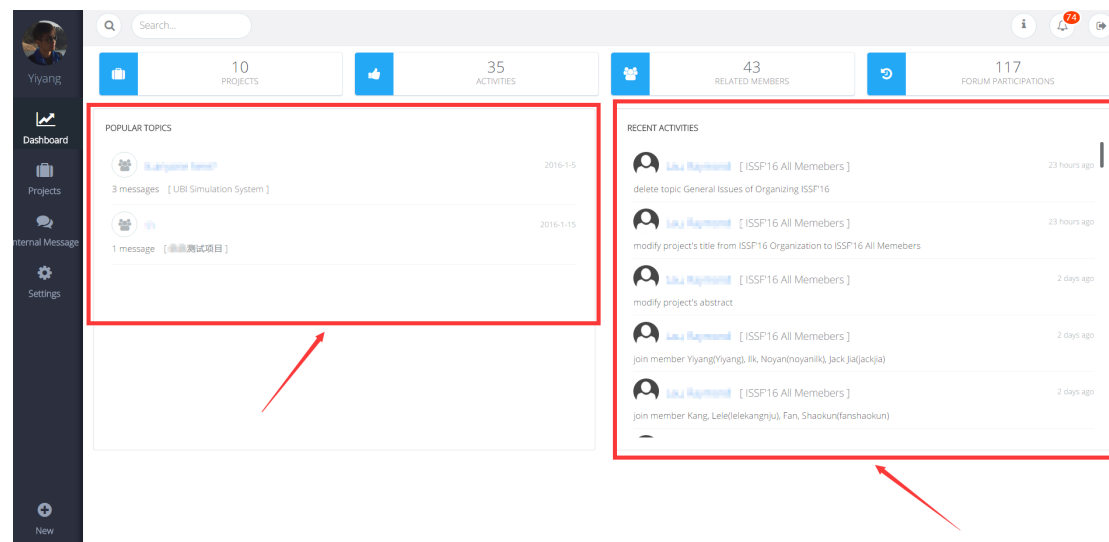 Search...
74
Yiyang
10
PROJECTS
35
ACTIVITIES
43
RELATED MEMBERS
117
FORUM PARTICIPATIONS
Dashboard
Projects
nternal Message
Settings
New
POPULAR TOPICS
2016-1-5
3 messages [ UBI Simulation System ]
2016-1-15
1 message [ 测试项目 ]
RECENT ACTIVITIES
[ ISSF'16 All Memebers ] 23 hours ago
delete topic General Issues of Organizing ISSF'16
[ ISSF'16 All Memebers ] 23 hours ago
modify project's title from ISSF'16 Organization to ISSF'16 All Memebers
[ ISSF'16 All Memebers ] 2 days ago
modify project's abstract
[ ISSF'16 All Memebers ] 2 days ago
join member Yiyang(Yiyang), Ilk, Noyan(noyanilk), Jack Jia(jackjia)
[ ISSF'16 All Memebers ] 2 days ago
join member Kang, Lele(lelekangnju), Fan, Shaokun(fanshaokun)